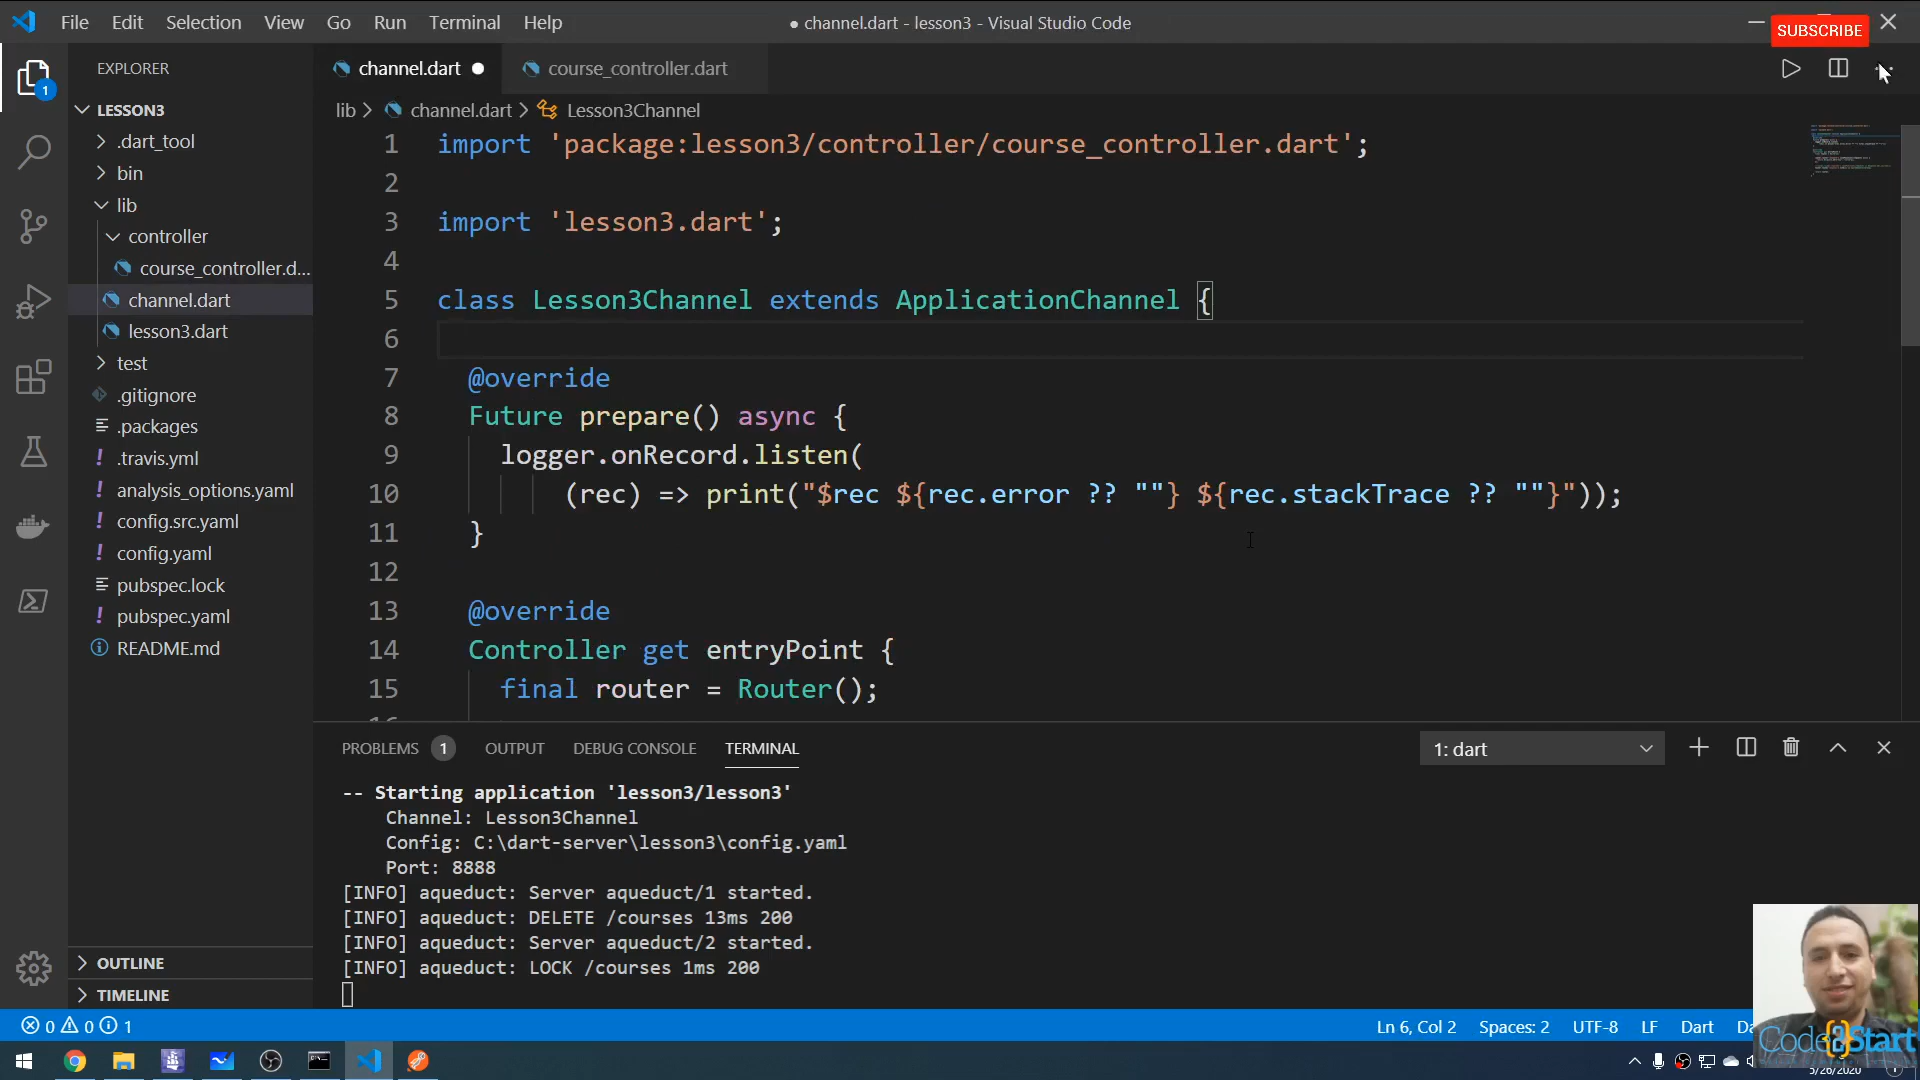 File Edit Selection View Go Run Terminal Help
● channel.dart - lesson3 - Visual Studio Code
SUBSCRIBE
EXPLORER
1
LESSON3
.dart_tool
bin
lib
controller
course_controller.d...
channel.dart
lesson3.dart
test
.gitignore
.packages
.travis.yml
analysis_options.yaml
config.src.yaml
config.yaml
pubspec.lock
pubspec.yaml
README.md
OUTLINE
TIMELINE
channel.dart ● course_controller.dart
lib > channel.dart > Lesson3Channel
1 import 'package:lesson3/controller/course_controller.dart';
2
3 import 'lesson3.dart';
4
5 class Lesson3Channel extends ApplicationChannel {
6
7 @override
8 Future prepare() async {
9 logger.onRecord.listen(
10 (rec) => print("$rec ${rec.error ?? ""} ${rec.stackTrace ?? ""}"));
11 }
12
13 @override
14 Controller get entryPoint {
15 final router = Router();
PROBLEMS 1 OUTPUT DEBUG CONSOLE TERMINAL
1: dart
-- Starting application 'lesson3/lesson3'
Channel: Lesson3Channel
Config: C:\dart-server\lesson3\config.yaml
Port: 8888
[INFO] aqueduct: Server aqueduct/1 started.
[INFO] aqueduct: DELETE /courses 13ms 200
[INFO] aqueduct: Server aqueduct/2 started.
[INFO] aqueduct: LOCK /courses 1ms 200
0 0 1
Ln 6, Col 2 Spaces: 2 UTF-8 LF Dart
Code{2}Start
5/26/2020